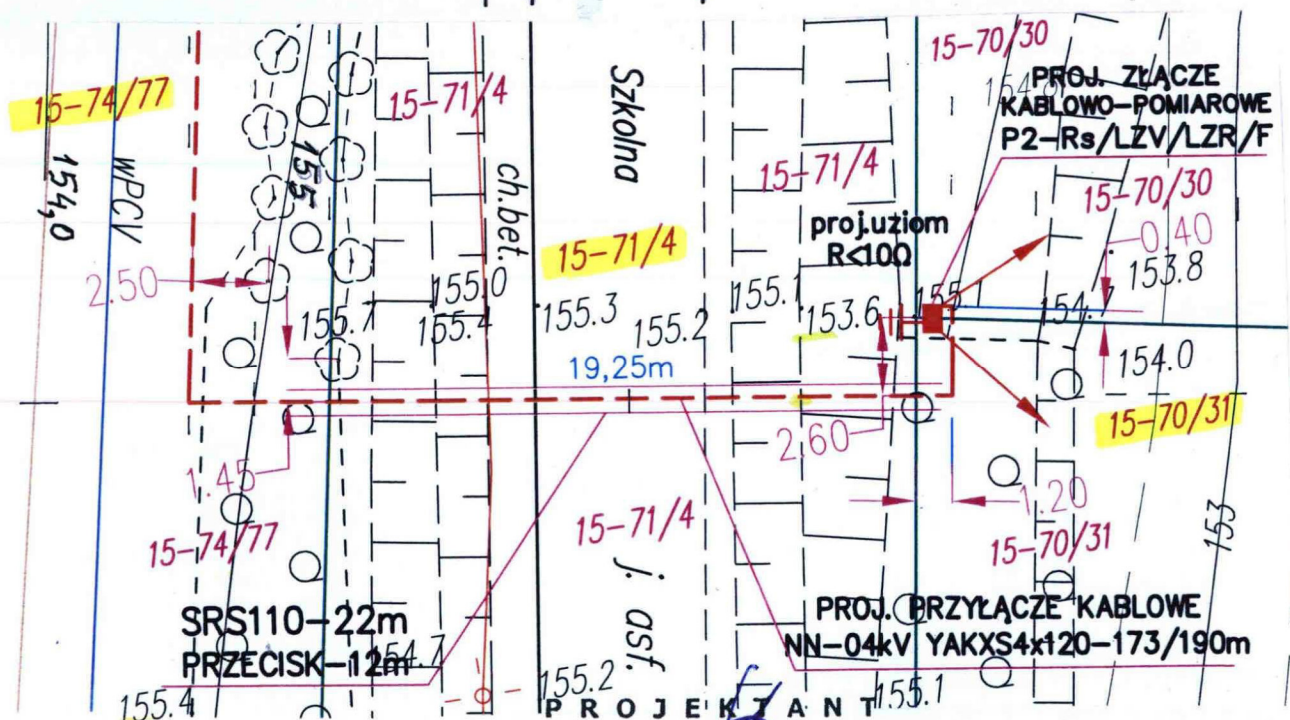 15-70/30
PROJ. ZŁĄCZE
KABLOWO-POMIAROWE
P2-Rs/LZV/LZR/F
15-74/77
15-71/4
Szkolna
15-71/4
154,0
wPCV
155
ch.bet.
15-70/30
proj.uziom
R<10Ω
15-71/4
0.40
153.8
2.50
155.0
155.1
155.7
155.4
155.3
155.2
153.6
154.7
154.0
19,25m
15-70/31
2.60
1.45
1.20
15-74/77
15-71/4
15-70/31
153
j. asf.
SRS110-22m
PRZECISK-12m
154.7
PROJ. PRZYŁĄCZE KABLOWE
NN-04kV YAKXS4x120-173/190m
155.4
155.2
155.1
PROJEKTANT